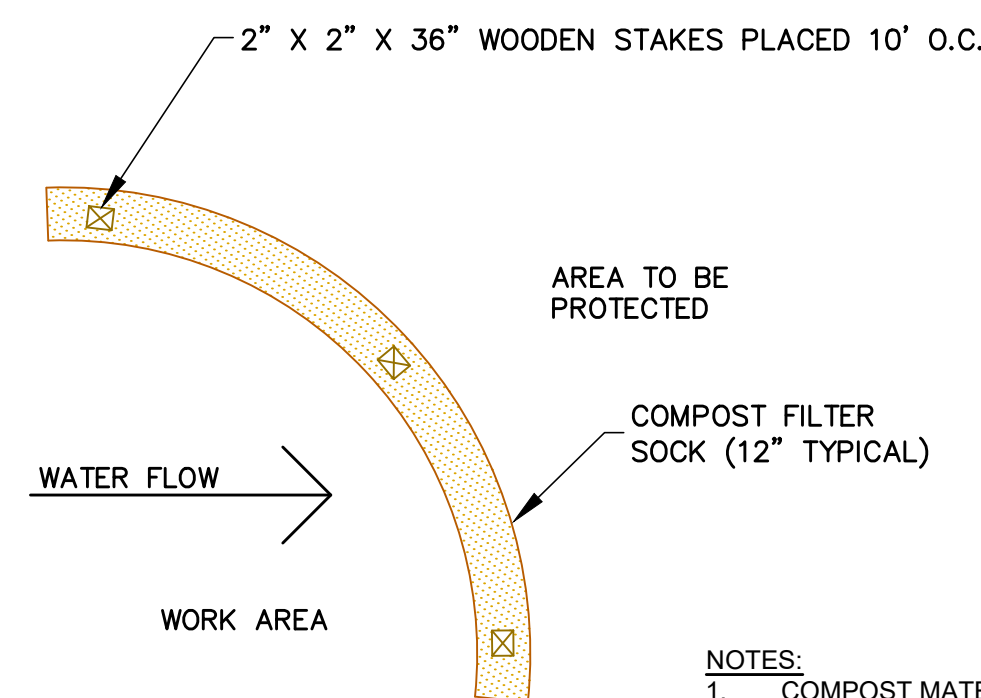 2” X 2” X 36” WOODEN STAKES PLACED 10’ O.C.
AREA TO BE
PROTECTED
COMPOST FILTER
SOCK (12” TYPICAL)
WATER FLOW
WORK AREA
NOTES:
1. COMPOST